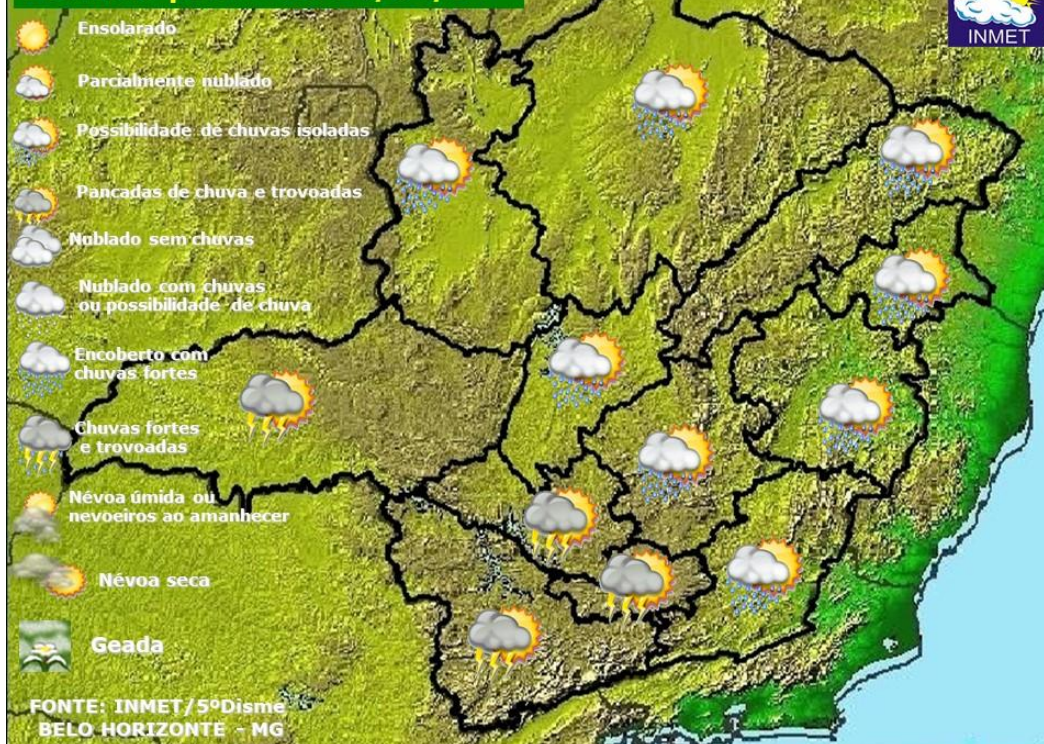 INMET
Ensolarado
Parcialmente nublado
Possibilidade de chuvas isoladas
Pancadas de chuva e trovoadas
Nublado sem chuvas
Nublado com chuvas
ou possibilidade de chuva
Encoberto com
chuvas fortes
Chuvas fortes
e trovoadas
Névoa úmida ou
nevoeiros ao amanhecer
Névoa seca
Geada
FONTE: INMET/5ºDisme
BELO HORIZONTE - MG